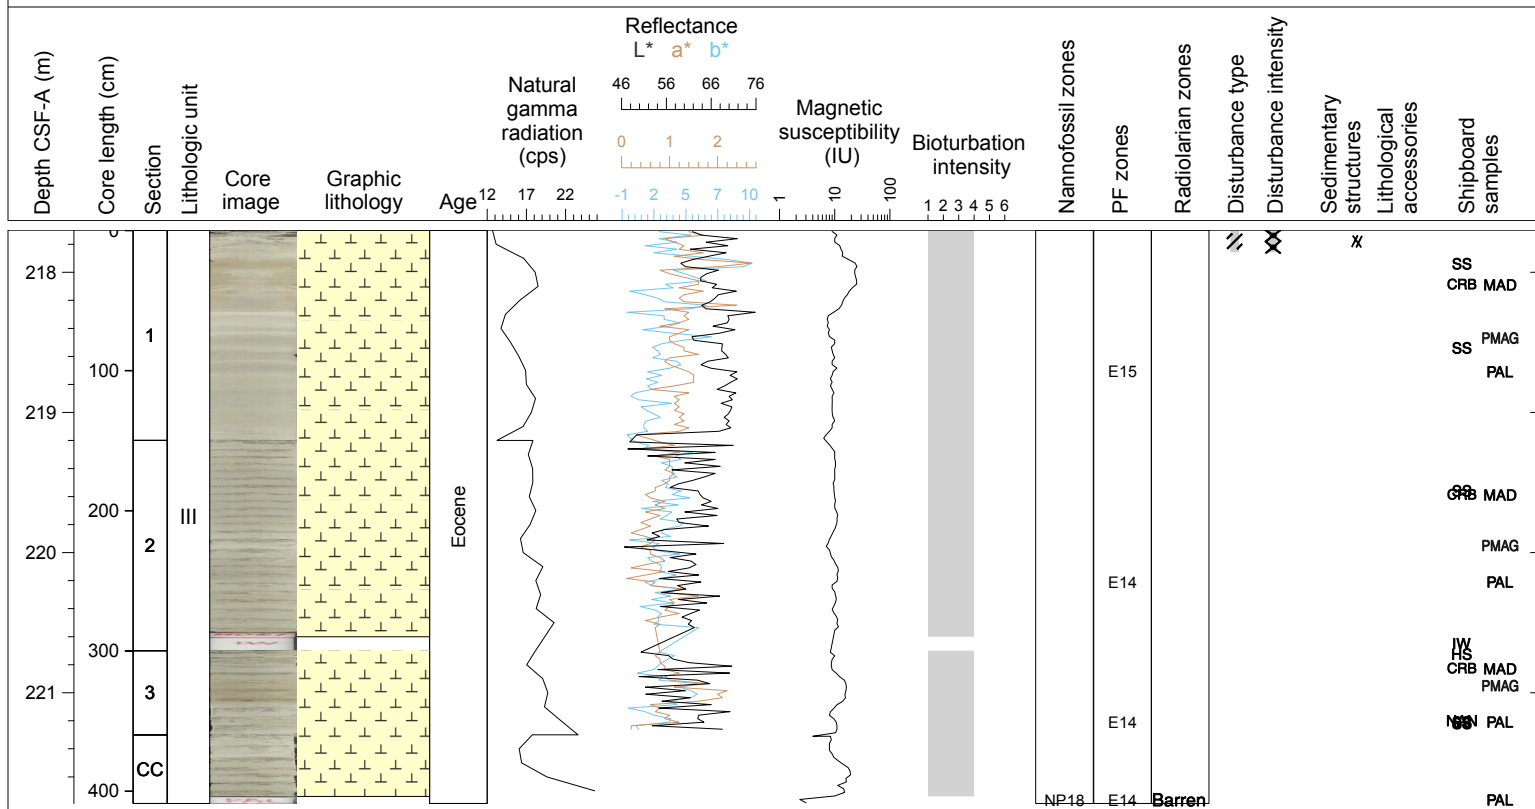 Depth CSF-A (m)
Core length (cm)
Section
Lithologic unit
Core
image
Graphic
lithology
Age
Natural
gamma
radiation
(cps)
12 17 22
Reflectance
L* a* b*
46 56 66 76
0 1 2
-1 2 5 7 10
Magnetic
susceptibility
(IU)
1 10 100
Bioturbation
intensity
1 2 3 4 5 6
Nannofossil zones
PF zones
Radiolarian zones
Disturbance type
Disturbance intensity
Sedimentary
structures
Lithological
accessories
Shipboard
samples
0
218
SS
CRB MAD
1
PMAG
SS
100
E15
PAL
219
SS
200
III
CRB MAD
2
Eocene
220
PMAG
E14
PAL
IW
300
HS
CRB MAD
221
3
PMAG
E14
NAN
SS
PAL
CC
400
NP18
E14
Barren
PAL